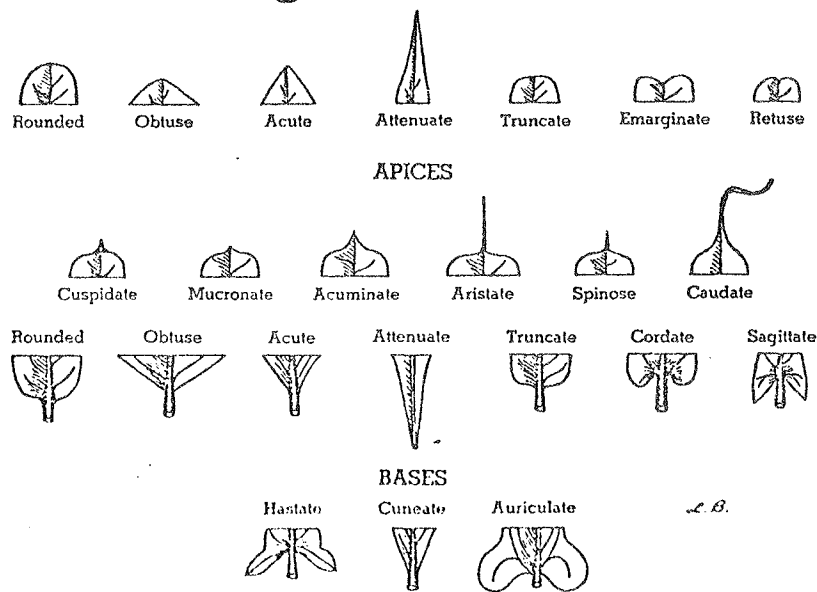 Rounded Obtuse Acute Attenuate Truncate Emarginate Retuse
APICES
Cuspidate Mucronate Acuminate Aristate Spinose Caudate
Rounded Obtuse Acute Attenuate Truncate Cordate Sagittate
BASES
Hastate Cuneate Auriculate L.B.